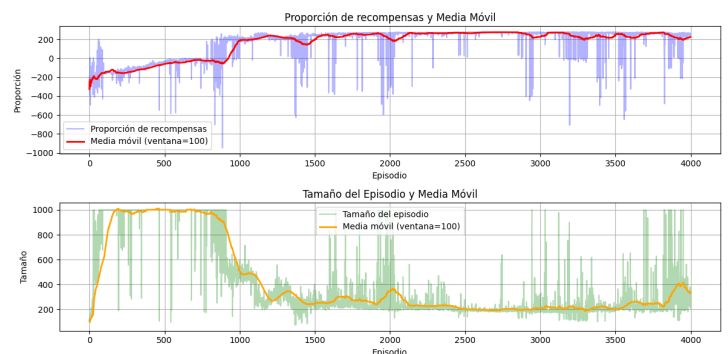 Proporción de recompensas y Media Móvil
200
0
−200
−400
−600
−800
−1000
Proporción
Proporción de recompensas
Media móvil (ventana=100)
0 500 1000 1500 2000 2500 3000 3500 4000
Episodio
Tamaño del Episodio y Media Móvil
1000
800
600
400
200
Tamaño
Tamaño del episodio
Media móvil (ventana=100)
0 500 1000 1500 2000 2500 3000 3500 4000
Episodio